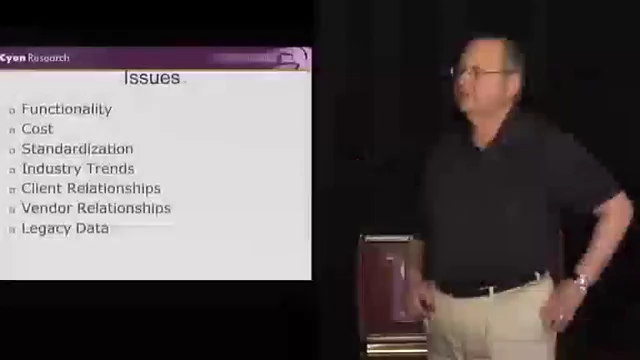 Cyon Research
Issues
Functionality
Cost
Standardization
Industry Trends
Client Relationships
Vendor Relationships
Legacy Data